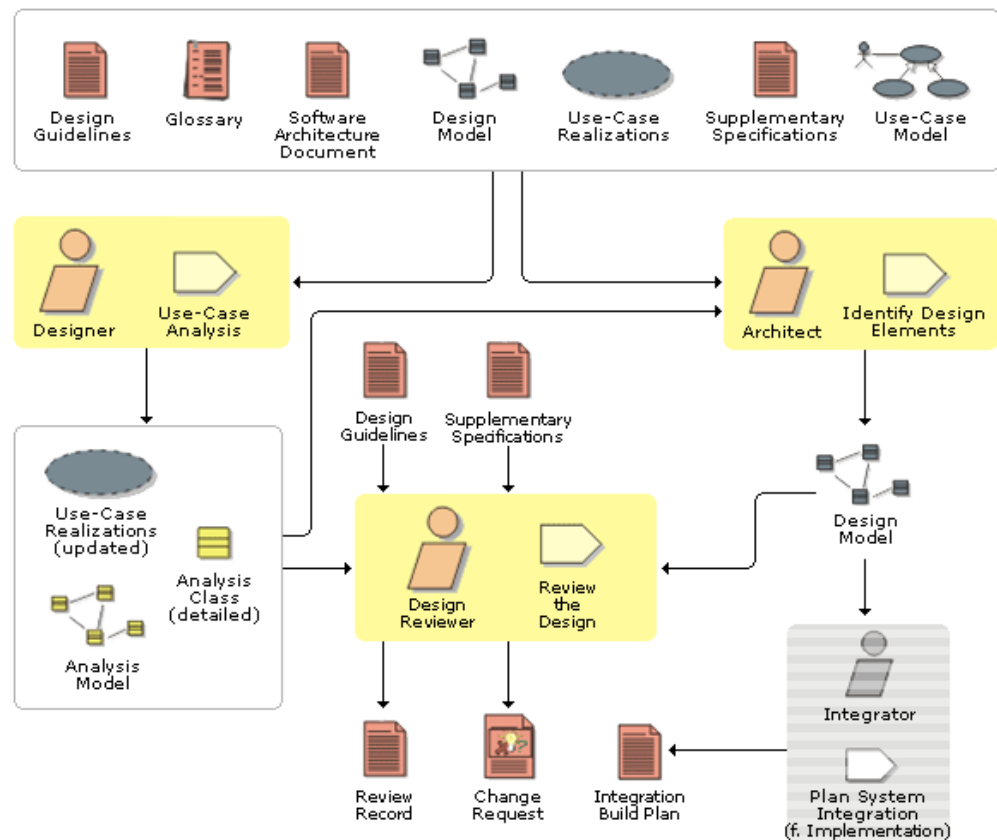 Design
Guidelines
Glossary
Software
Architecture
Document
Design
Model
Use-Case
Realizations
Supplementary
Specifications
Use-Case
Model
Designer
Use-Case
Analysis
Architect
Identify Design
Elements
Design
Guidelines
Supplementary
Specifications
Use-Case
Realizations
(updated)
Analysis
Class
(detailed)
Analysis
Model
Design
Reviewer
Review
the
Design
Design
Model
Integrator
Plan System
Integration
(f. Implementation)
Review
Record
Change
Request
Integration
Build Plan